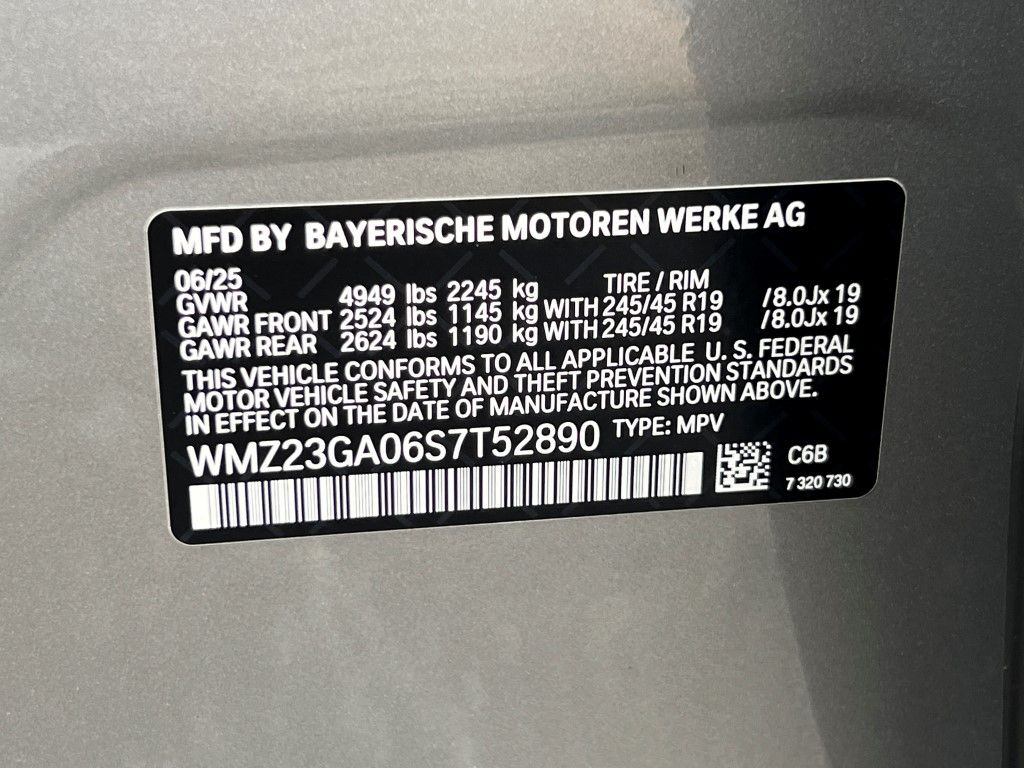 MFD BY BAYERISCHE MOTOREN WERKE AG
06/25 TIRE / RIM
GVWR 4949 lbs 2245 kg
GAWR FRONT 2524 lbs 1145 kg WITH 245/45 R19 /8.0Jx 19
GAWR REAR 2624 lbs 1190 kg WITH 245/45 R19 /8.0Jx 19
THIS VEHICLE CONFORMS TO ALL APPLICABLE U. S. FEDERAL
MOTOR VEHICLE SAFETY AND THEFT PREVENTION STANDARDS
IN EFFECT ON THE DATE OF MANUFACTURE SHOWN ABOVE.
WMZ23GA06S7T52890 TYPE: MPV
C6B
7 320 730